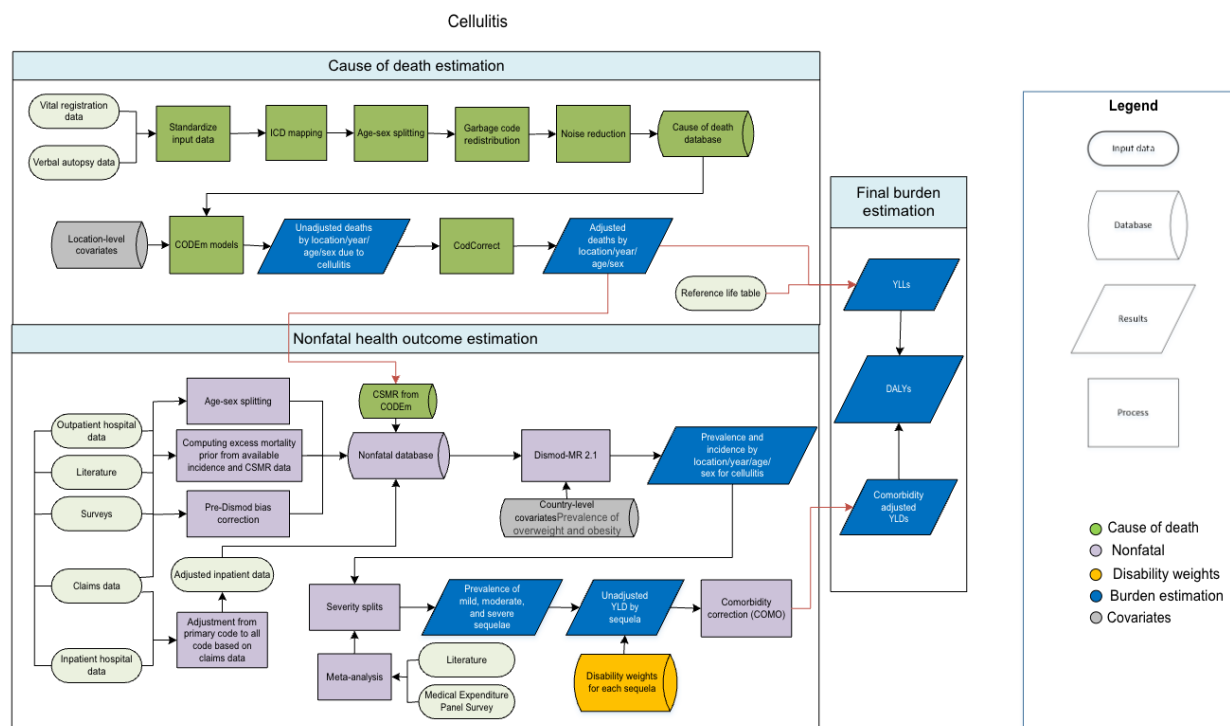 Cellulitis
Cause of death estimation
Vital registration
data
Verbal autopsy data
Standardize
input data
ICD mapping
Age-sex splitting
Garbage code
redistribution
Noise reduction
Cause of death
database
Location-level
covariates
CODEm models
Unadjusted deaths
by location/year/
age/sex due to
cellulitis
CodCorrect
Adjusted
deaths by
location/year/
age/sex
Reference life table
Final burden
estimation
YLLs
DALYs
Comorbidity
adjusted
YLDs
Nonfatal health outcome estimation
Outpatient hospital
data
Literature
Surveys
Claims data
Inpatient hospital
data
Age-sex splitting
Computing excess mortality
prior from available
incidence and CSMR data
Pre-Dismod bias
correction
Adjusted inpatient data
Adjustment from
primary code to all
code based on
claims data
CSMR from
CODEm
Nonfatal database
Dismod-MR 2.1
Country-level
covariatesPrevalence of
overweight and obesity
Prevalence and
incidence by
location/year/age/
sex for cellulitis
Severity splits
Meta-analysis
Literature
Medical Expenditure
Panel Survey
Prevalence of
mild, moderate,
and severe
sequelae
Unadjusted
YLD by
sequela
Disability weights
for each sequela
Comorbidity
correction (COMO)
Legend
Input data
Database
Results
Process
Cause of death
Nonfatal
Disability weights
Burden estimation
Covariates